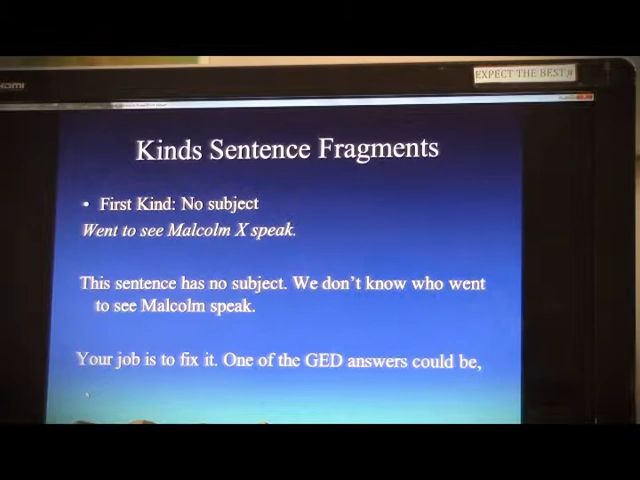 HDMI
EXPECT THE BEST
Kinds Sentence Fragments
• First Kind: No subject
Went to see Malcolm X speak.
This sentence has no subject. We don't know who went
to see Malcolm speak.
Your job is to fix it. One of the GED answers could be,